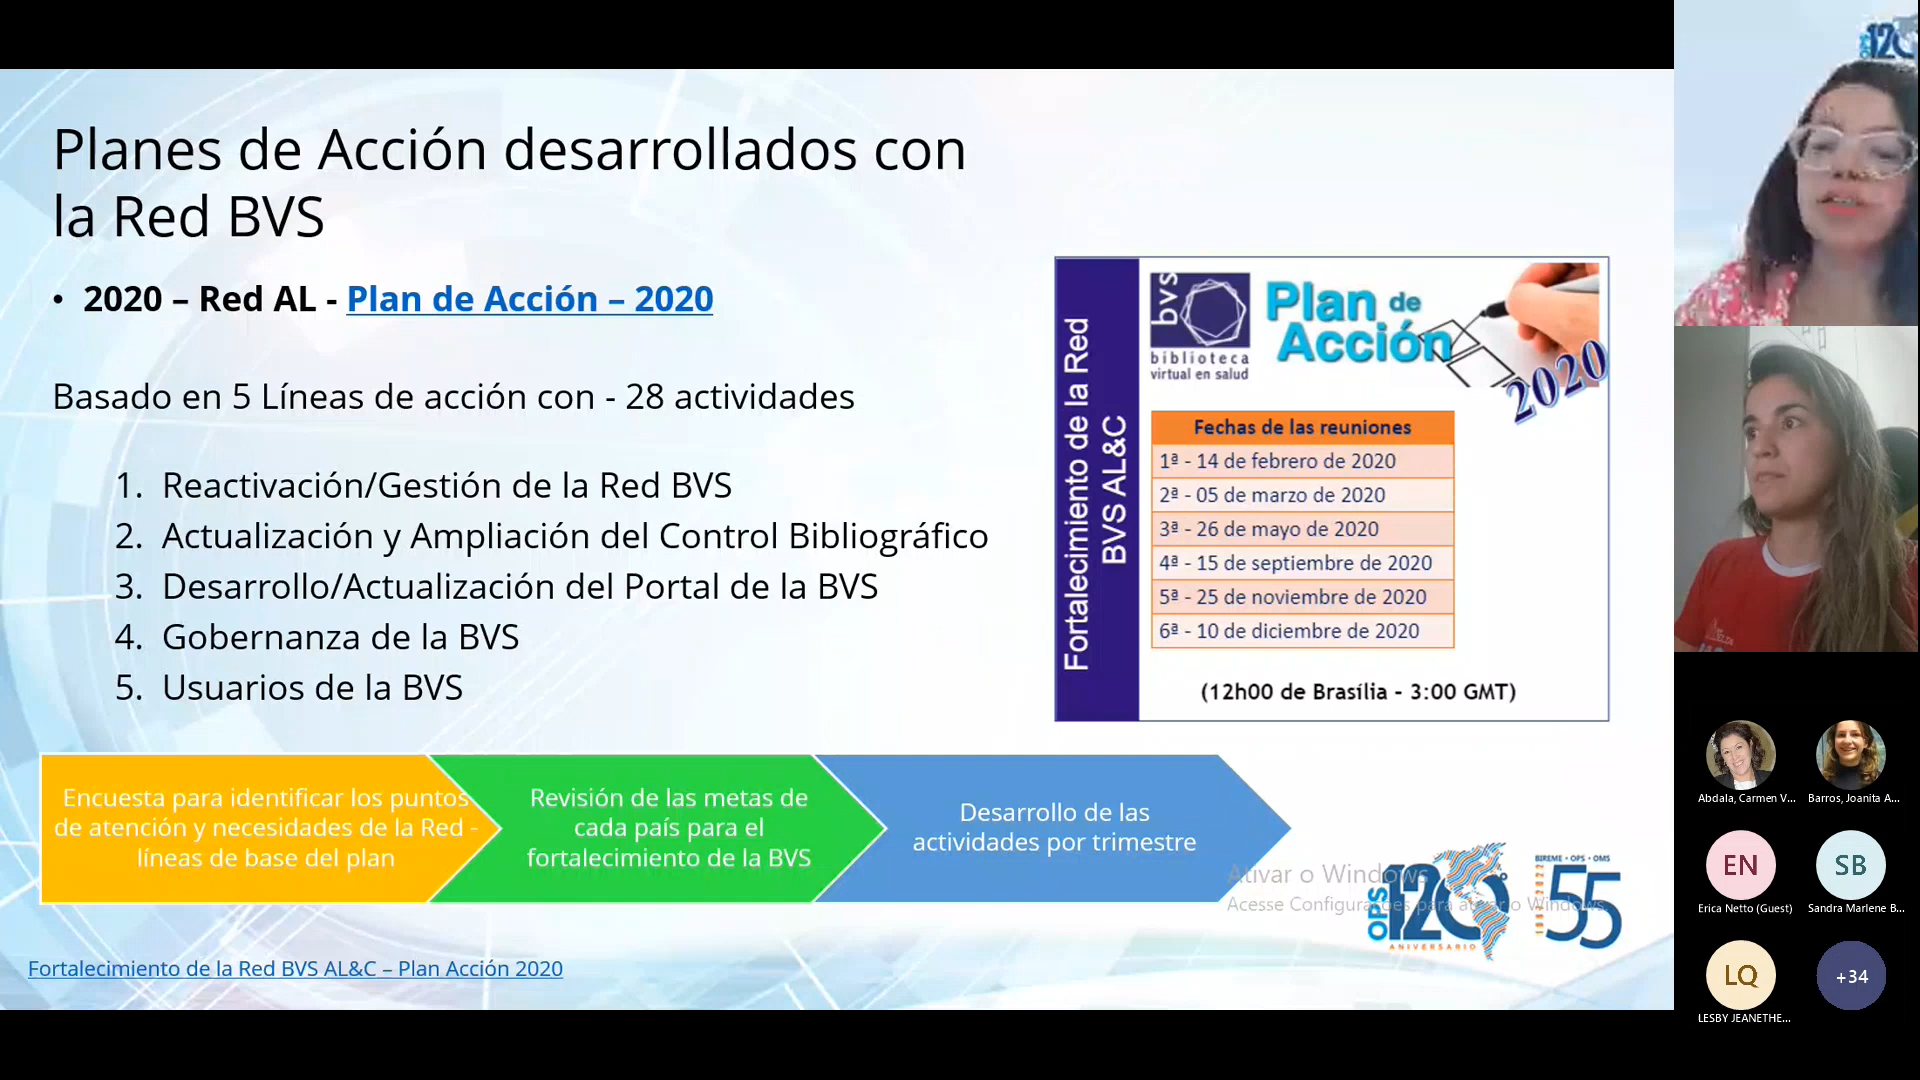 Planes de Acción desarrollados con
la Red BVS
• 2020 – Red AL - Plan de Acción – 2020
Basado en 5 Líneas de acción con - 28 actividades
1. Reactivación/Gestión de la Red BVS
2. Actualización y Ampliación del Control Bibliográfico
3. Desarrollo/Actualización del Portal de la BVS
4. Gobernanza de la BVS
5. Usuarios de la BVS
Fortalecimiento de la Red
BVS AL&C
bvs
biblioteca
virtual en salud
Plan de
Acción
2020
Fechas de las reuniones
1ª - 14 de febrero de 2020
2ª - 05 de marzo de 2020
3ª - 26 de mayo de 2020
4ª - 15 de septiembre de 2020
5ª - 25 de noviembre de 2020
6ª - 10 de diciembre de 2020
(12h00 de Brasília - 3:00 GMT)
Encuesta para identificar los puntos
de atención y necesidades de la Red -
líneas de base del plan
Revisión de las metas de
cada país para el
fortalecimiento de la BVS
Desarrollo de las
actividades por trimestre
Ativar o Windows
Acesse Configurações para ativar o Windows.
OPS 120
ANIVERSARIO
BIREME • OPS • OMS
55
Fortalecimiento de la Red BVS AL&C – Plan Acción 2020
OPS 120
Abdala, Carmen V...
Barros, Joanita A...
EN
Erica Netto (Guest)
SB
Sandra Marlene B...
LQ
LESBY JEANETHE...
+34